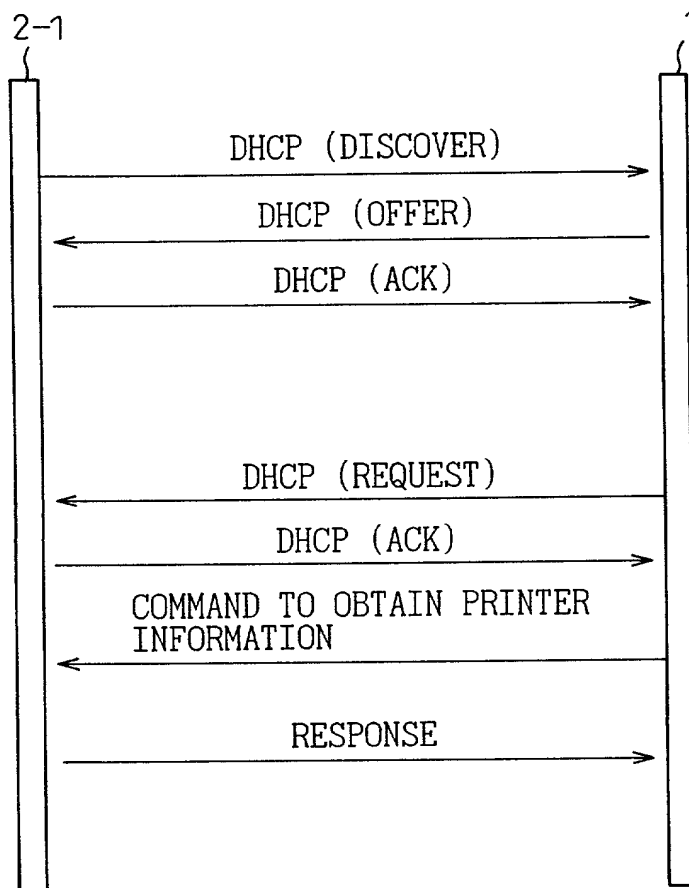 2-1
DHCP (DISCOVER)
DHCP (OFFER)
DHCP (ACK)
DHCP (REQUEST)
DHCP (ACK)
COMMAND TO OBTAIN PRINTER
INFORMATION
RESPONSE